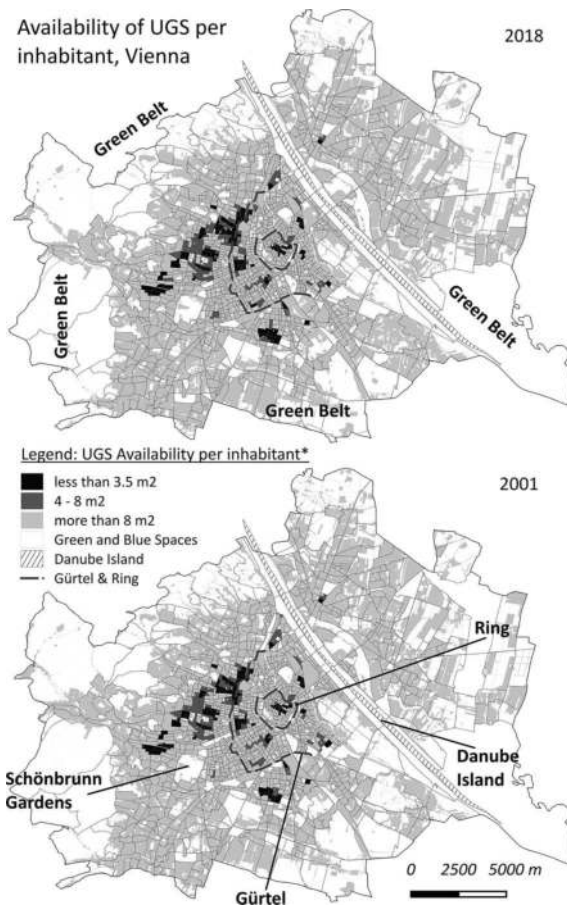 Availability of UGS per
inhabitant, Vienna
2018
Green Belt
Green Belt
Green Belt
Green Belt
Legend: UGS Availability per inhabitant*
less than 3.5 m2
4 - 8 m2
more than 8 m2
Green and Blue Spaces
Danube Island
Gürtel & Ring
2001
Ring
Danube
Island
Schönbrunn
Gardens
Gürtel
0 2500 5000 m